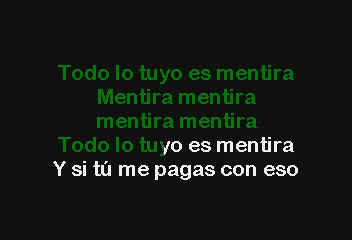 Todo lo tuyo es mentira
Mentira mentira
mentira mentira
Todo lo tuyo es mentira
Y si tú me pagas con eso